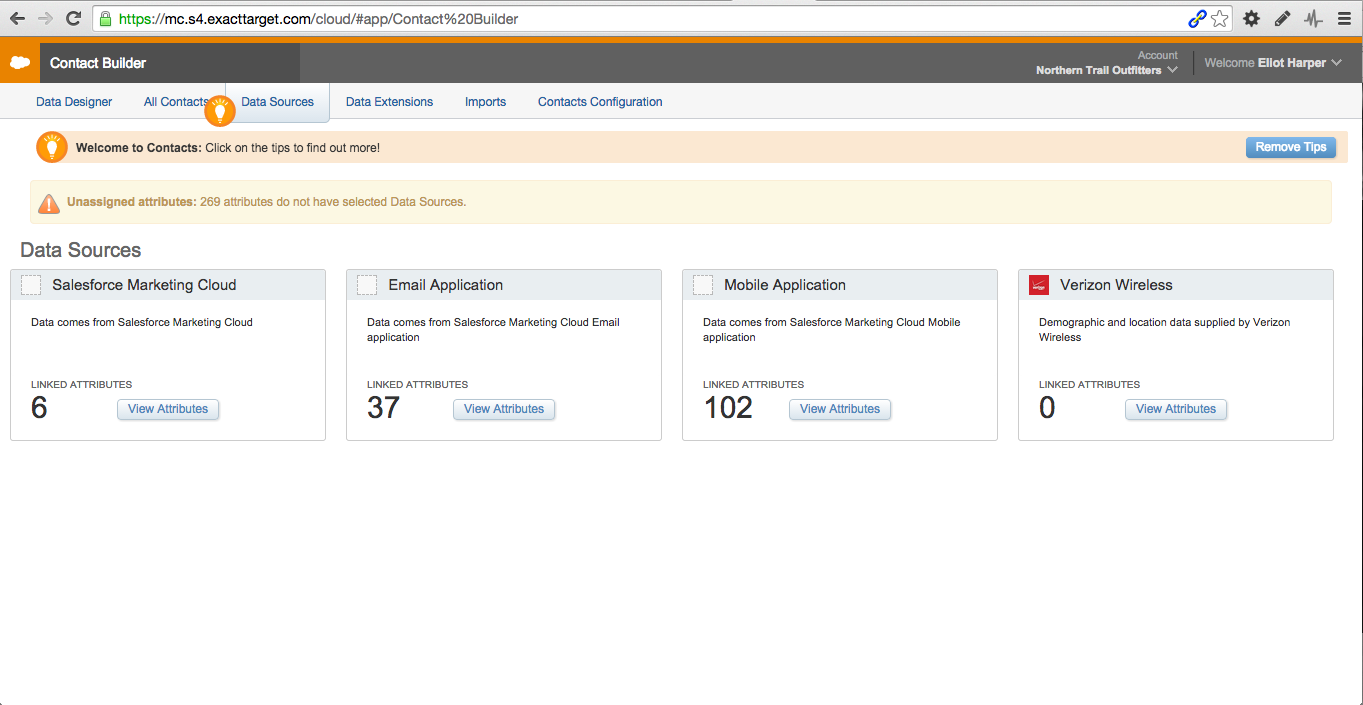 https://mc.s4.exacttarget.com/cloud/#app/Contact%20Builder
Contact Builder
Account
Northern Trail Outfitters
Welcome Eliot Harper
Data Designer
All Contacts
Data Sources
Data Extensions
Imports
Contacts Configuration
Welcome to Contacts: Click on the tips to find out more!
Remove Tips
Unassigned attributes: 269 attributes do not have selected Data Sources.
Data Sources
Salesforce Marketing Cloud
Data comes from Salesforce Marketing Cloud
LINKED ATTRIBUTES
6
View Attributes
Email Application
Data comes from Salesforce Marketing Cloud Email
application
LINKED ATTRIBUTES
37
View Attributes
Mobile Application
Data comes from Salesforce Marketing Cloud Mobile
application
LINKED ATTRIBUTES
102
View Attributes
Verizon Wireless
Demographic and location data supplied by Verizon
Wireless
LINKED ATTRIBUTES
0
View Attributes